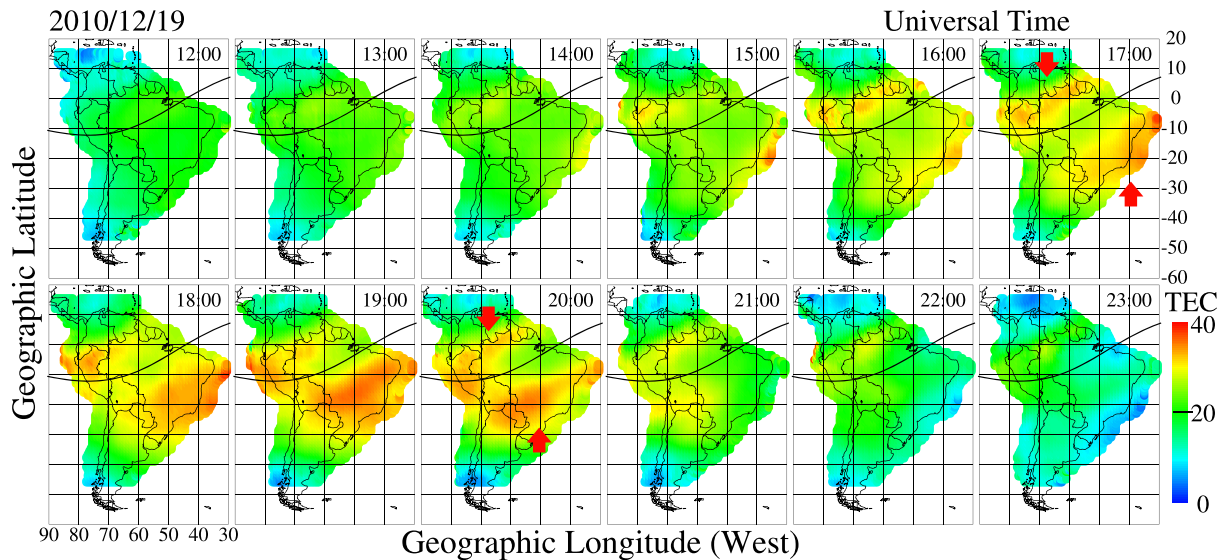 2010/12/19 Universal Time
12:00 13:00 14:00 15:00 16:00 17:00
20
10
0
-10
-20
-30
-40
-50
-60
Geographic Latitude
18:00 19:00 20:00 21:00 22:00 23:00
TEC
40
20
0
90 80 70 60 50 40 30
Geographic Longitude (West)